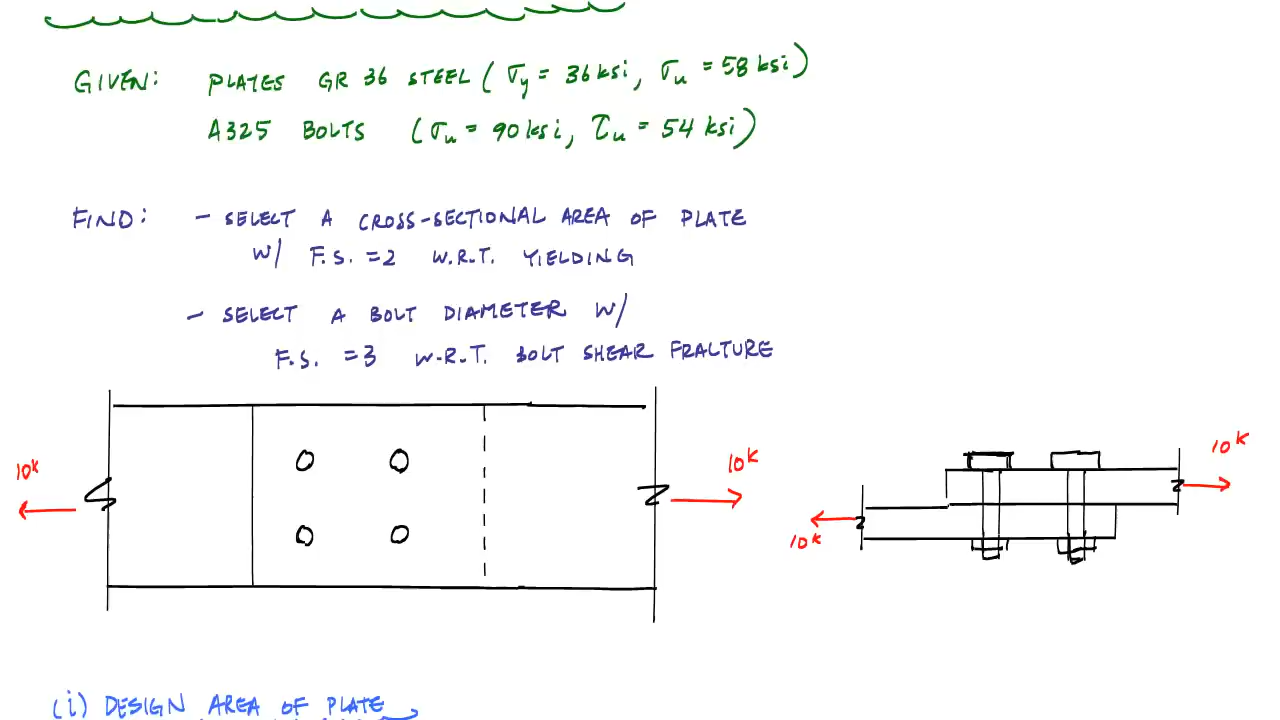 GIVEN: PLATES GR 36 STEEL (σy = 36 ksi, σu = 58 ksi)
A325 BOLTS (σu = 90 ksi, τu = 54 ksi)
FIND: - SELECT A CROSS-SECTIONAL AREA OF PLATE
W/ F.S. = 2 W.R.T. YIELDING
- SELECT A BOLT DIAMETER W/
F.S. = 3 W.R.T. BOLT SHEAR FRACTURE
10K
10K
10K
10K
(i) DESIGN AREA OF PLATE